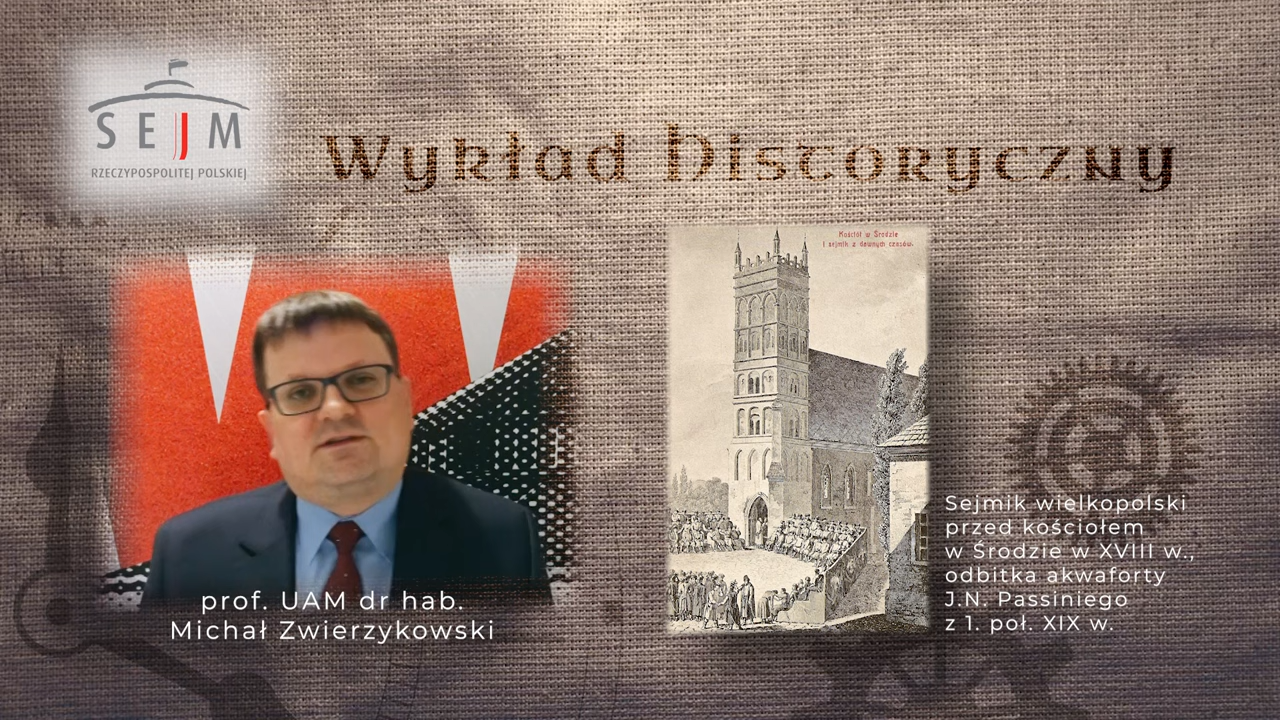 SEJM
RZECZYPOSPOLITEJ POLSKIEJ
Wykład Historyczny
Kościół w Środzie
i sejmik z dawnych czasów.
prof. UAM dr hab.
Michał Zwierzykowski
Sejmik wielkopolski
przed kościołem
w Środzie w XVIII w.,
odbitka akwaforty
J.N. Passiniego
z 1. poł. XIX w.